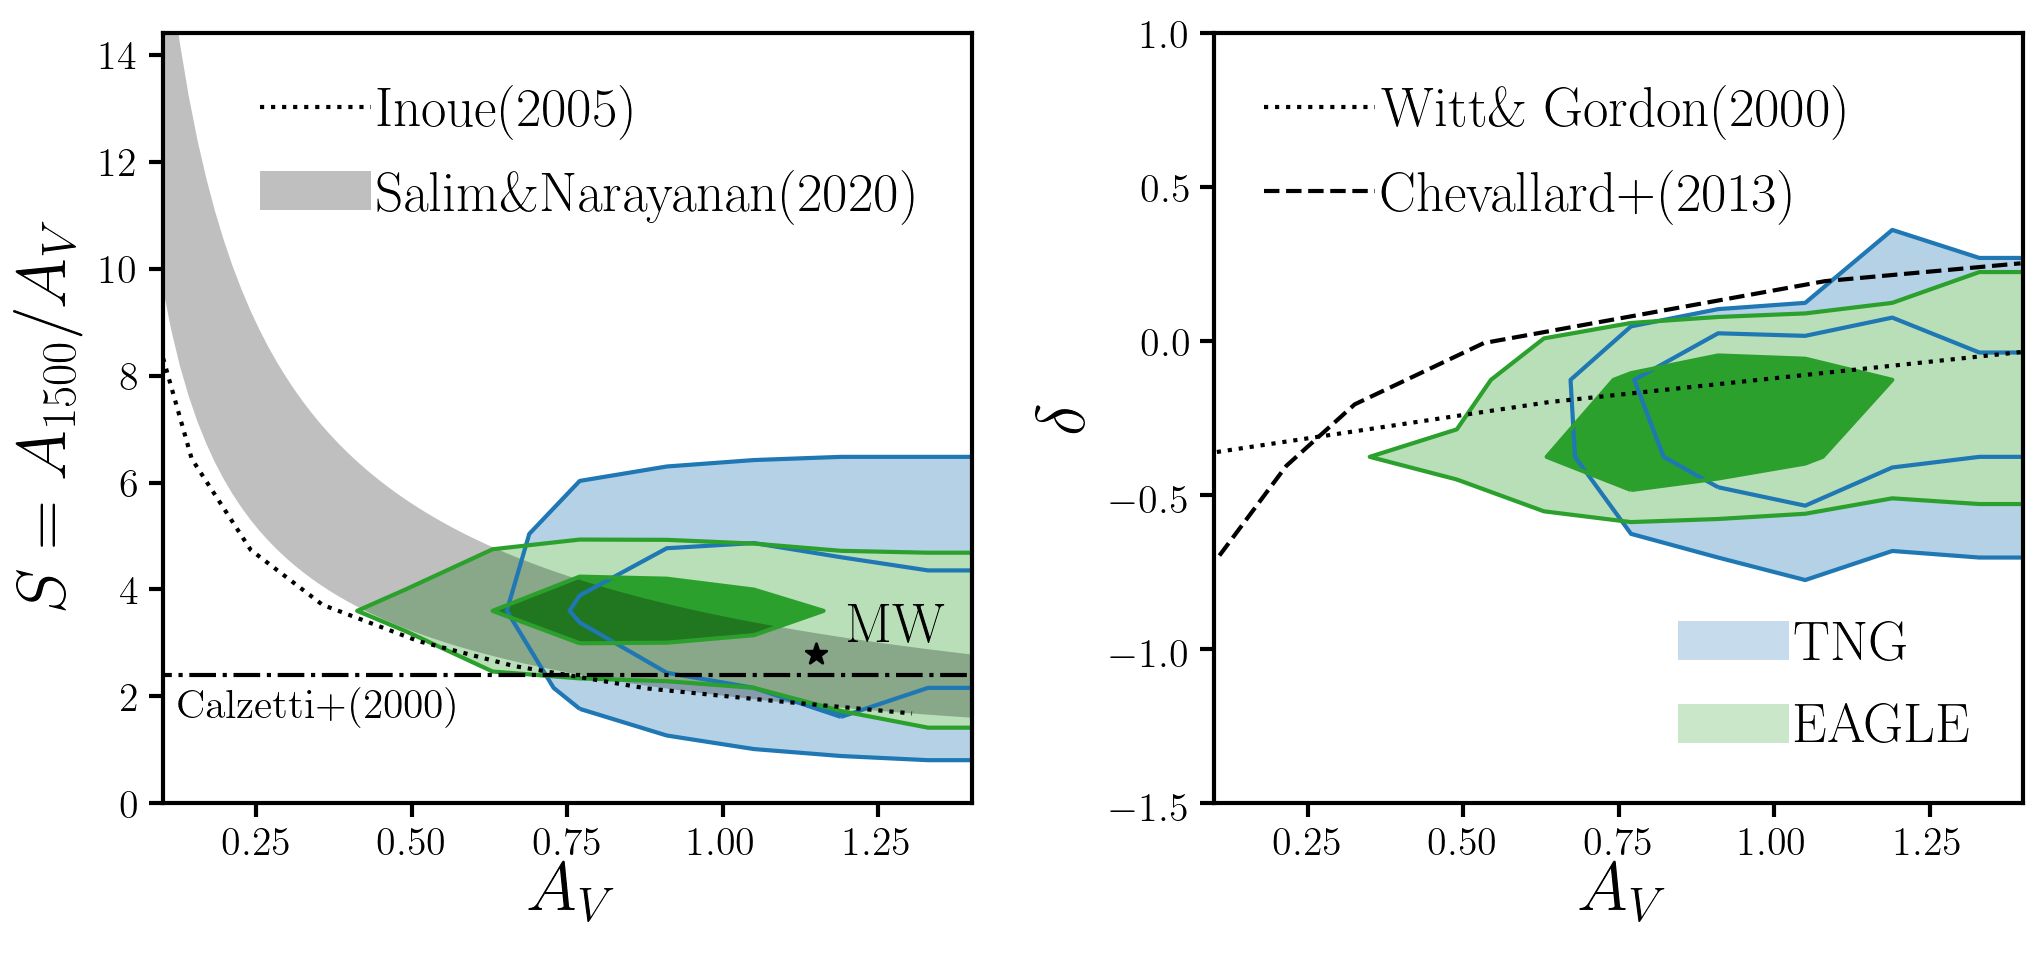 14
12
10
8
6
4
2
0
S = A1500/AV
Inoue(2005)
Salim&Narayanan(2020)
MW
Calzetti+(2000)
0.25 0.50 0.75 1.00 1.25
AV
1.0
0.5
0.0
−0.5
−1.0
−1.5
δ
Witt& Gordon(2000)
Chevallard+(2013)
TNG
EAGLE
0.25 0.50 0.75 1.00 1.25
AV